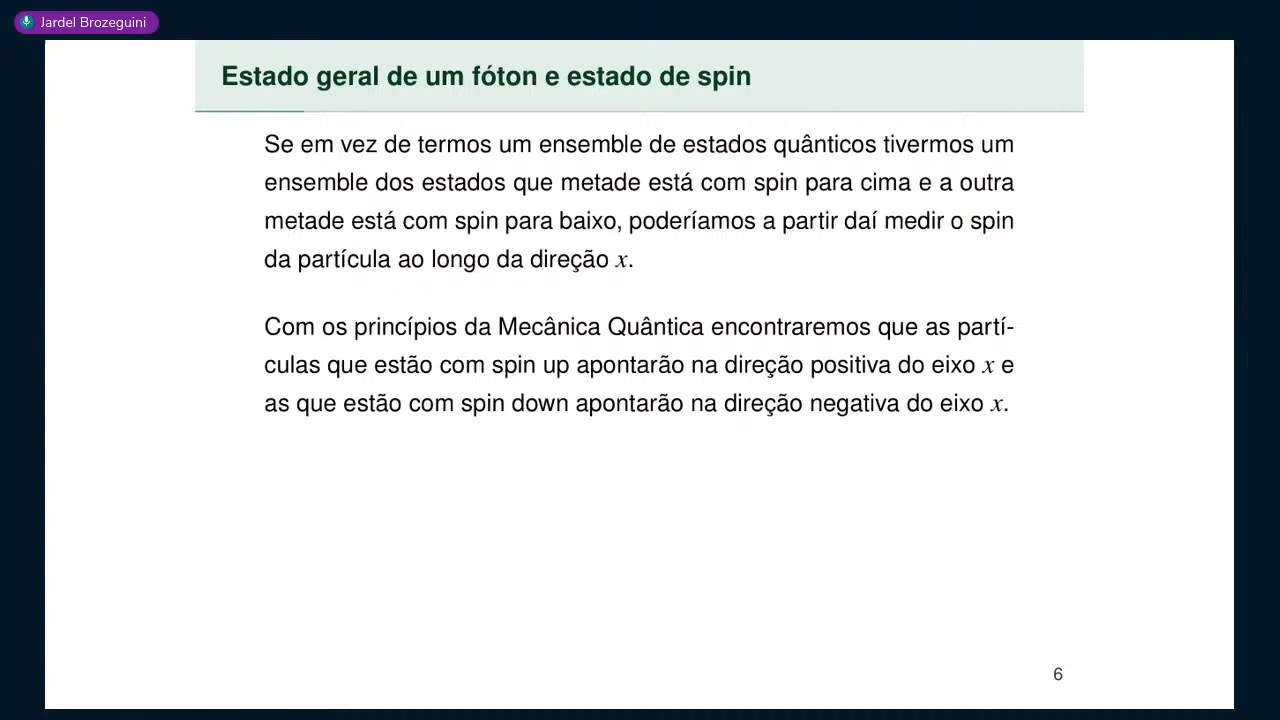 Jardel Brozeguini
Estado geral de um fóton e estado de spin
Se em vez de termos um ensemble de estados quânticos tivermos um
ensemble dos estados que metade está com spin para cima e a outra
metade está com spin para baixo, poderíamos a partir daí medir o spin
da partícula ao longo da direção x.
Com os princípios da Mecânica Quântica encontraremos que as partí-
culas que estão com spin up apontarão na direção positiva do eixo x e
as que estão com spin down apontarão na direção negativa do eixo x.
6